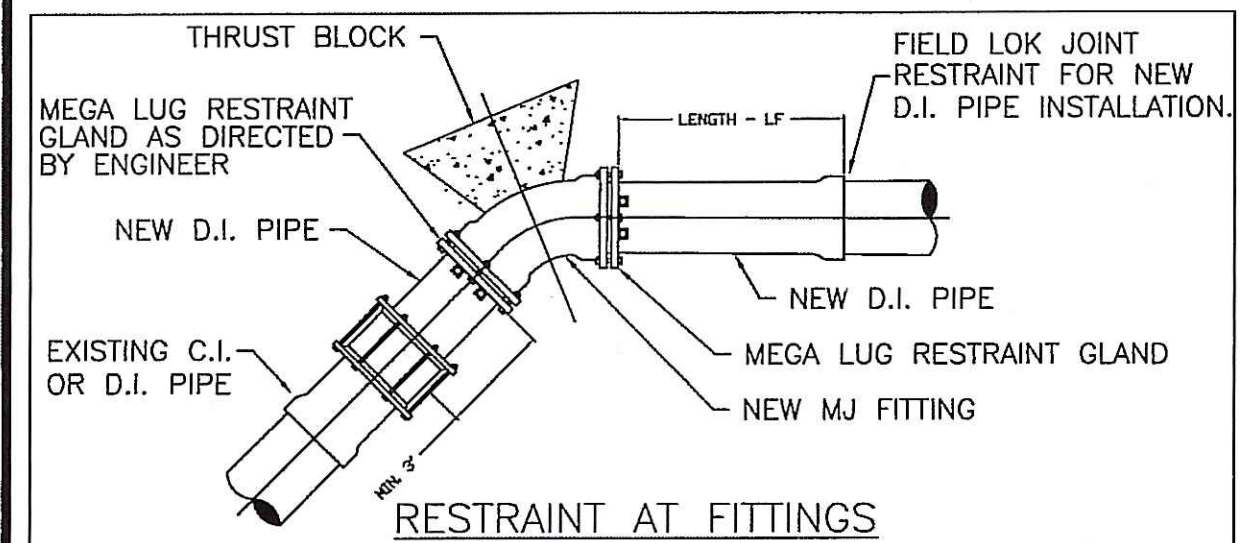 THRUST BLOCK
FIELD LOK JOINT
RESTRAINT FOR NEW
D.I. PIPE INSTALLATION.
MEGA LUG RESTRAINT
GLAND AS DIRECTED
BY ENGINEER
LENGTH - LF
NEW D.I. PIPE
NEW D.I. PIPE
EXISTING C.I.
OR D.I. PIPE
MEGA LUG RESTRAINT GLAND
NEW MJ FITTING
MIN. 3'
RESTRAINT AT FITTINGS